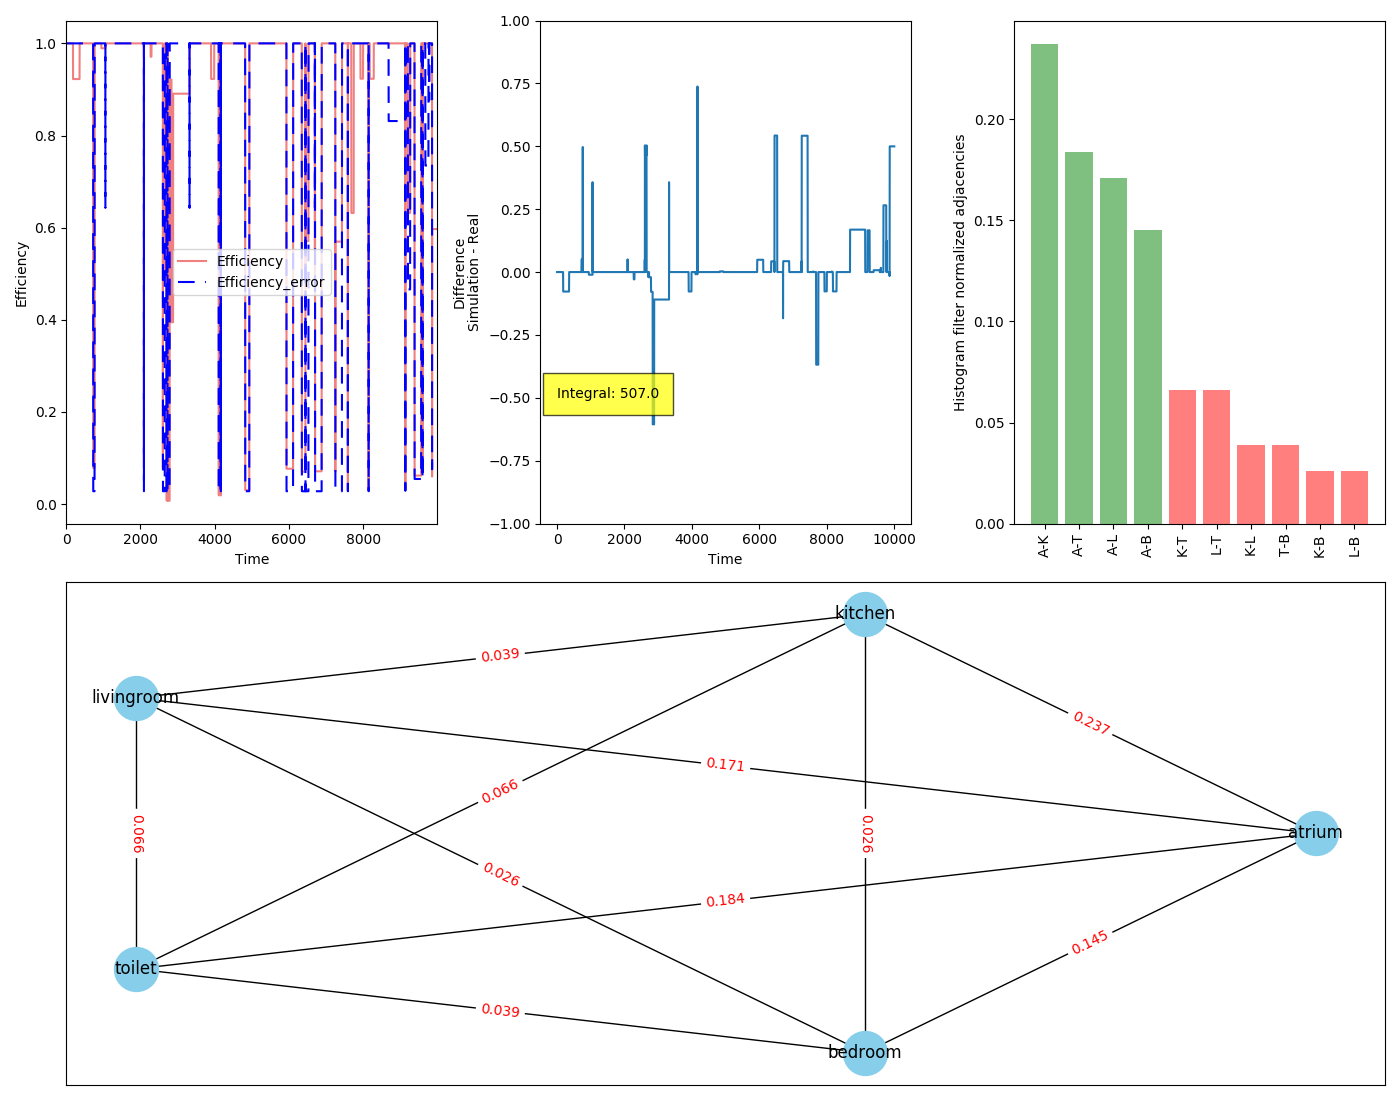 1.0
0.8
0.6
0.4
0.2
0.0
Efficiency
0
2000
4000
6000
8000
Time
Efficiency
Efficiency_error
1.00
0.75
0.50
0.25
0.00
−0.25
−0.50
−0.75
−1.00
Difference
Simulation - Real
Integral: 507.0
0
2000
4000
6000
8000
10000
Time
0.20
0.15
0.10
0.05
0.00
Histogram filter normalized adjacencies
A-K
A-T
A-L
A-B
K-T
L-T
K-L
T-B
K-B
L-B
kitchen
0.039
livingroom
0.237
0.171
0.066
0.066
0.026
atrium
0.026
0.184
0.145
toilet
0.039
bedroom